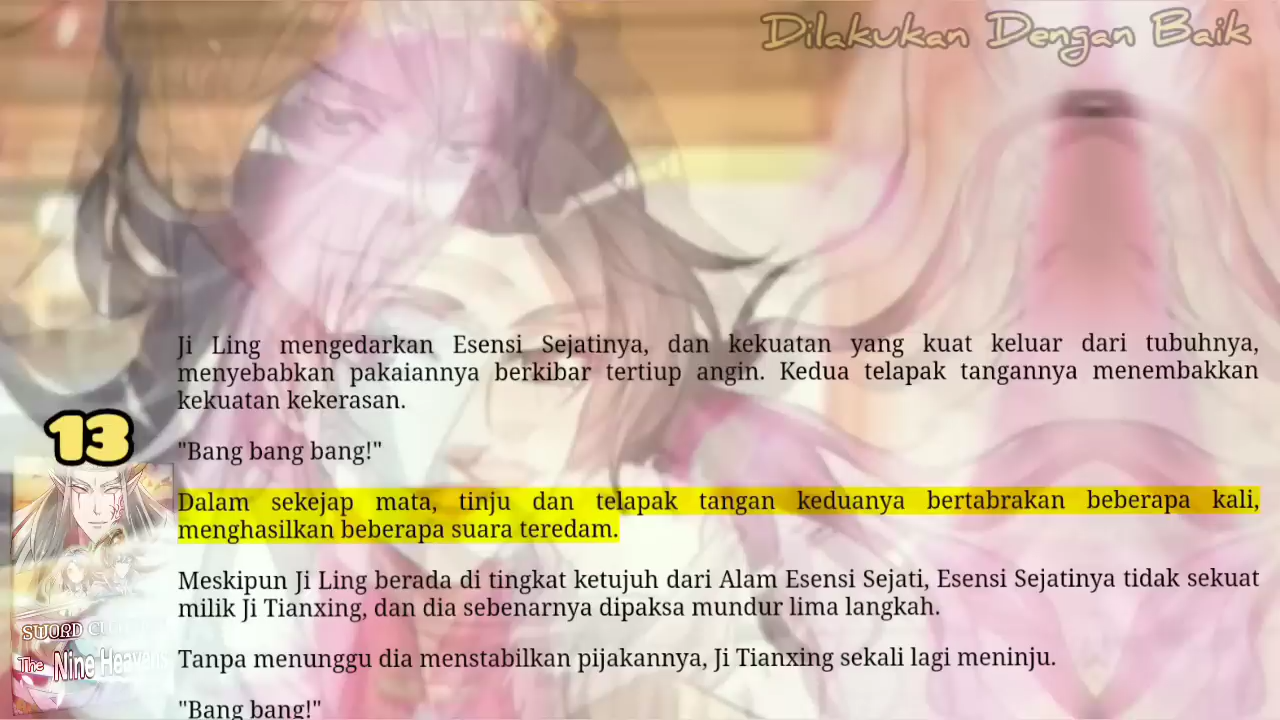 Dilakukan Dengan Baik
Ji Ling mengedarkan Esensi Sejatinya, dan kekuatan yang kuat keluar dari tubuhnya,
menyebabkan pakaiannya berkibar tertiup angin. Kedua telapak tangannya menembakkan
kekuatan kekerasan.
"Bang bang bang!"
Dalam sekejap mata, tinju dan telapak tangan keduanya bertabrakan beberapa kali,
menghasilkan beberapa suara teredam.
Meskipun Ji Ling berada di tingkat ketujuh dari Alam Esensi Sejati, Esensi Sejatinya tidak sekuat
milik Ji Tianxing, dan dia sebenarnya dipaksa mundur lima langkah.
Tanpa menunggu dia menstabilkan pijakannya, Ji Tianxing sekali lagi meninju.
"Bang bang!"
13
SWORD
The Nine Heavens